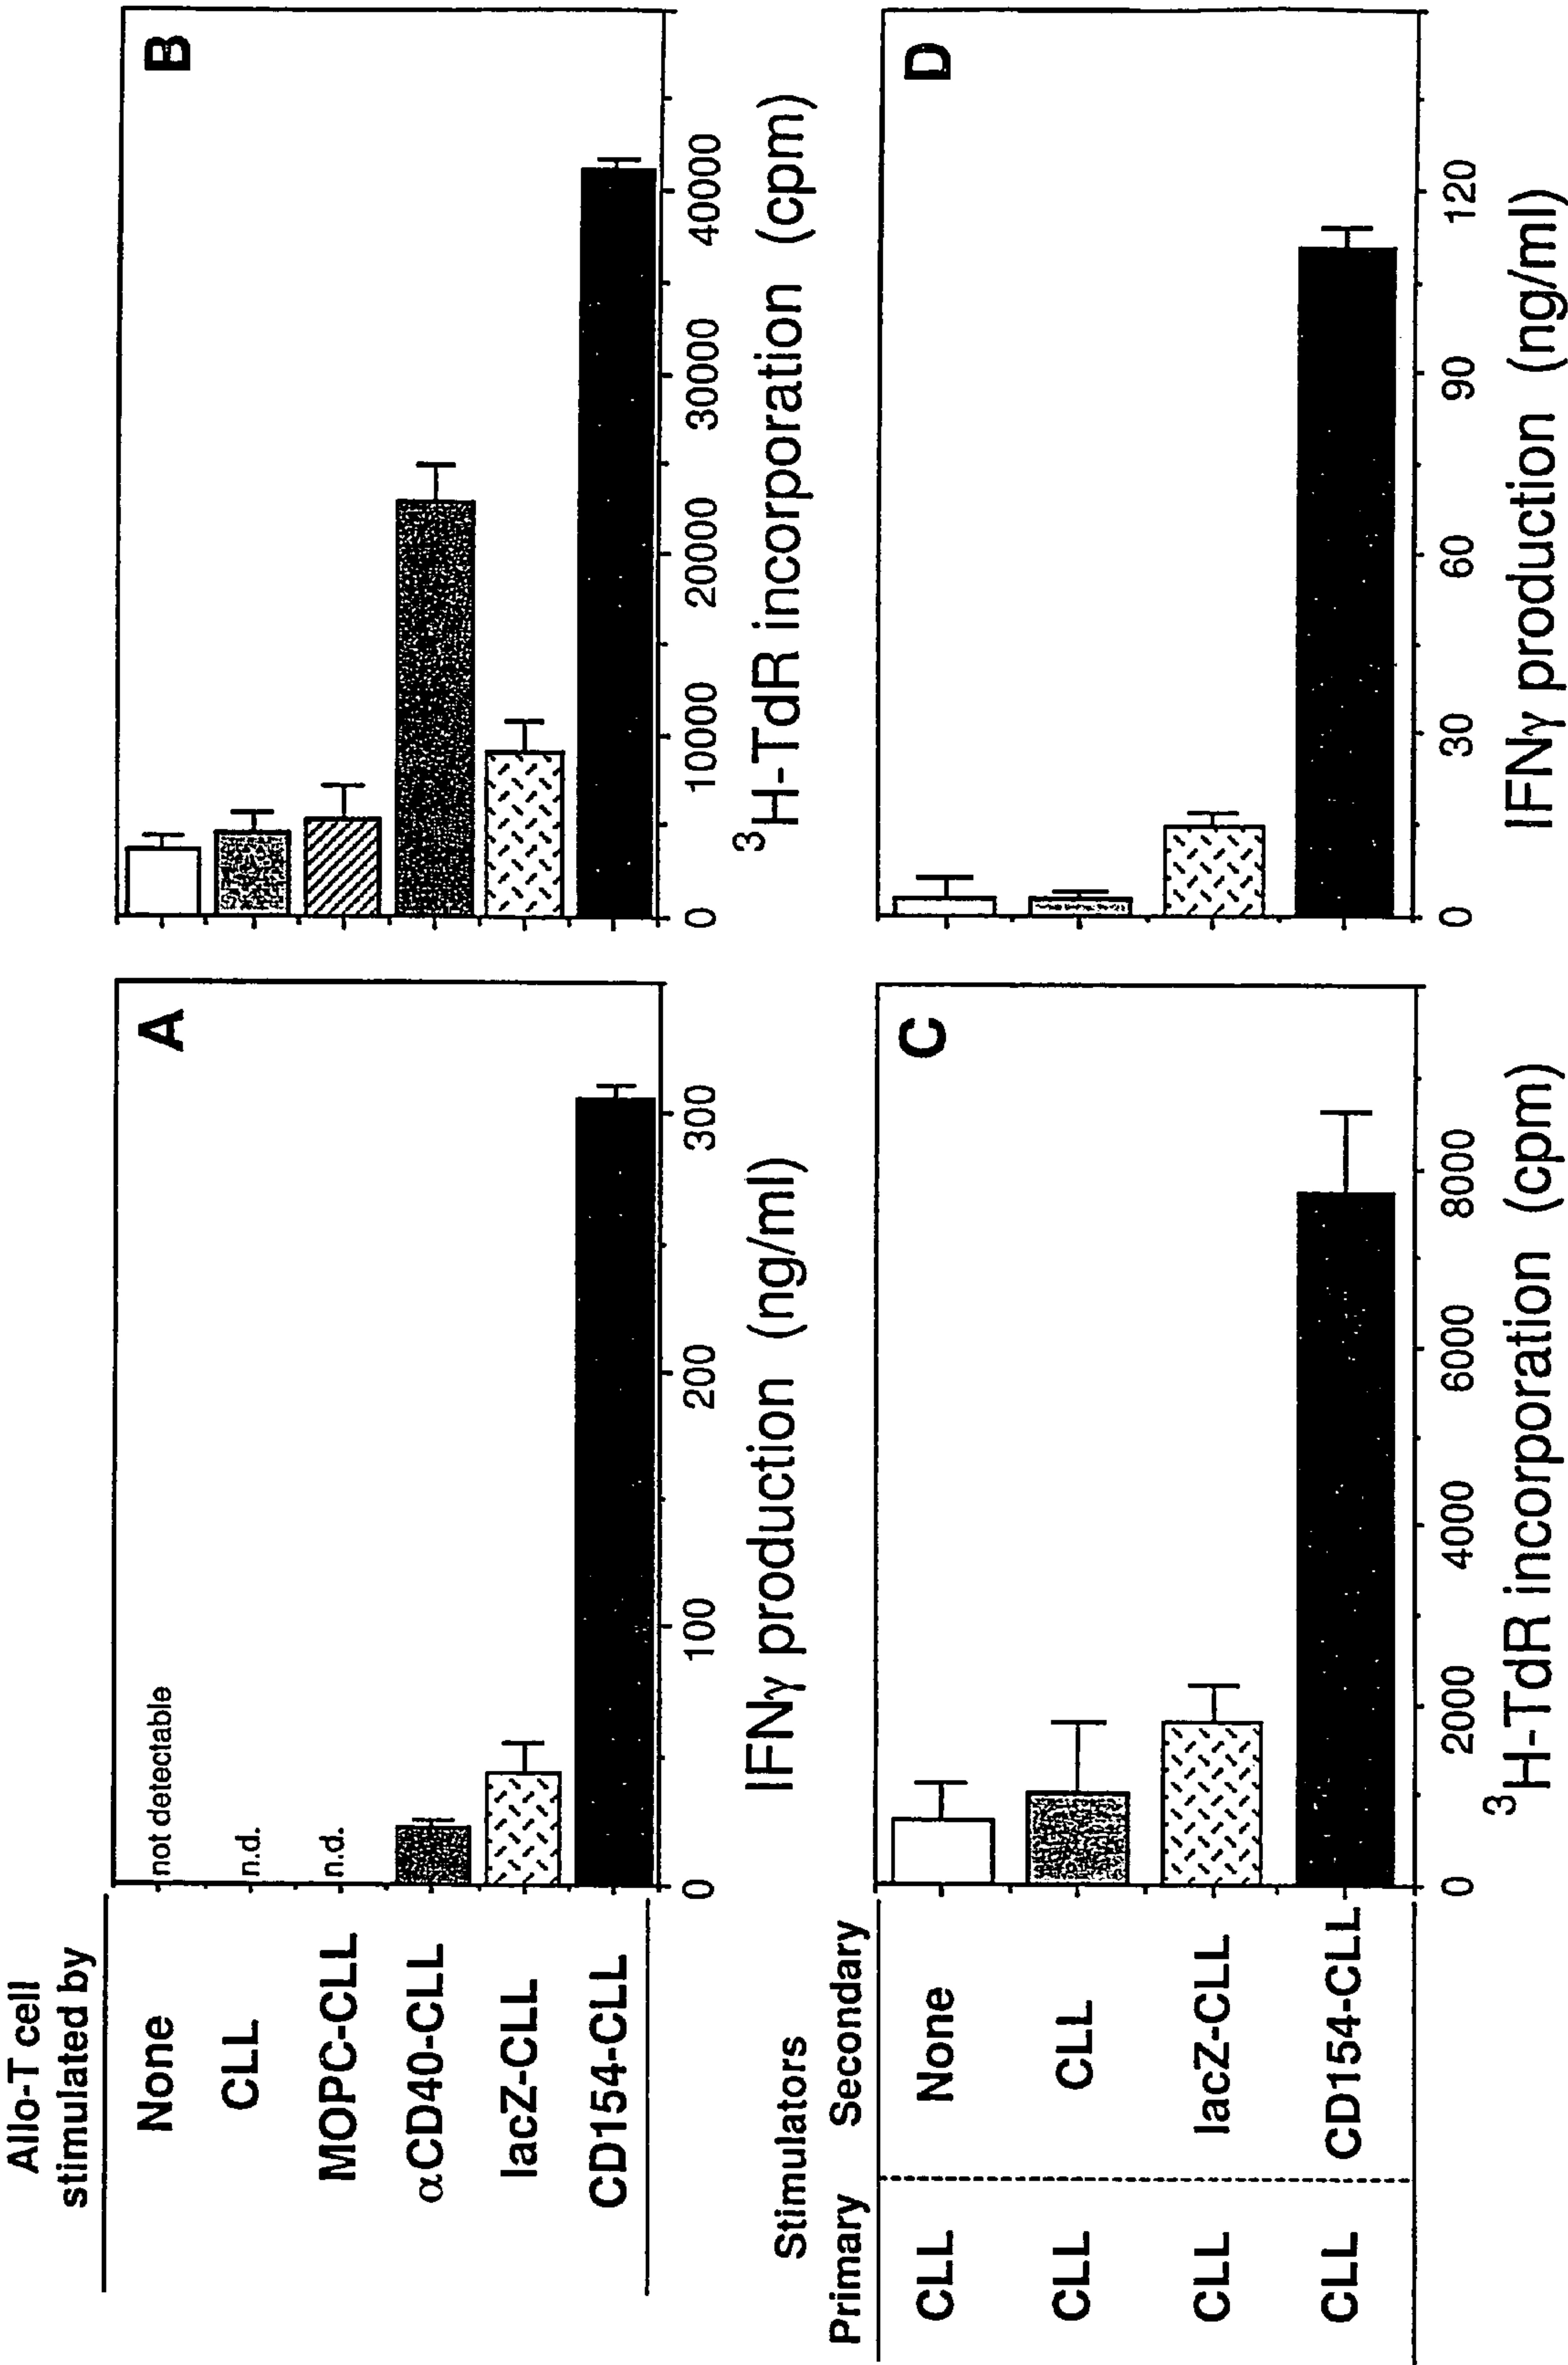 Allo-T cell
stimulated by
None
CLL
MOPC-CLL
αCD40-CLL
lacZ-CLL
CD154-CLL
A
not detectable
n.d.
n.d.
0 100 200 300
IFNγ production (ng/ml)
B
0 10000 20000 30000 40000
³H-TdR incorporation (cpm)
Stimulators
Primary Secondary
CLL None
CLL CLL
CLL lacZ-CLL
CLL CD154-CLL
C
0 2000 4000 6000 8000
³H-TdR incorporation (cpm)
D
0 30 60 90 120
IFNγ production (ng/ml)